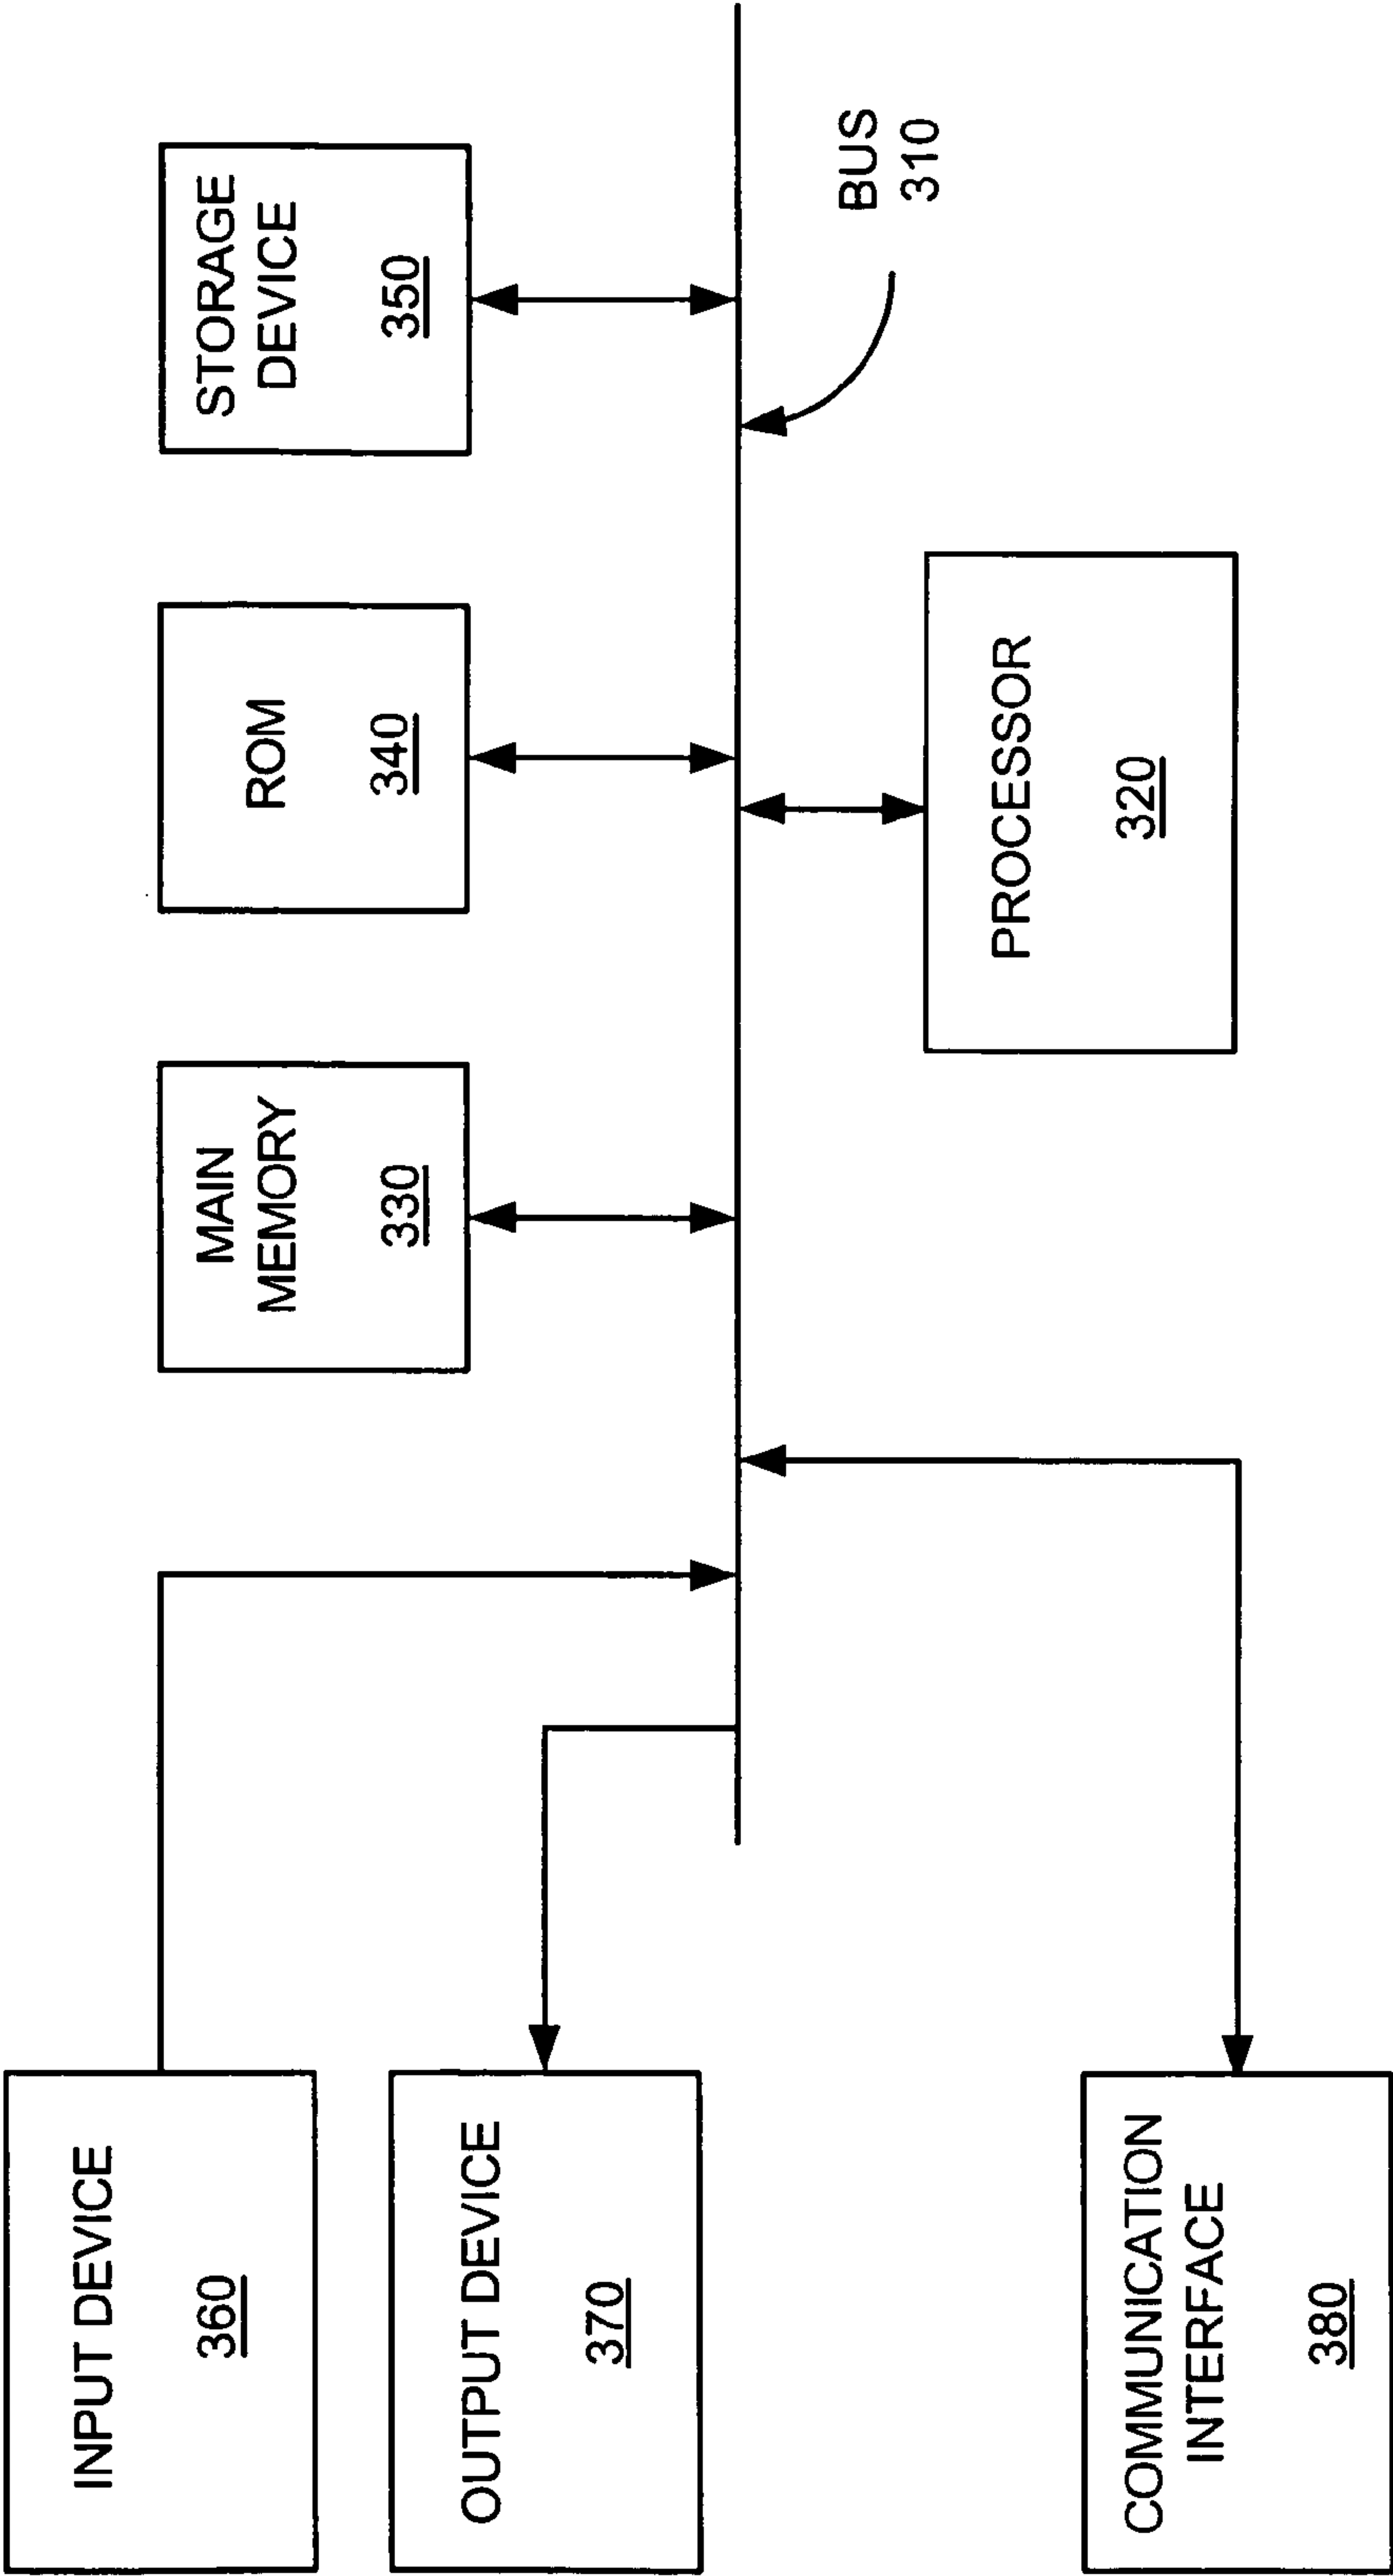 INPUT DEVICE
360
MAIN
MEMORY
330
ROM
340
STORAGE
DEVICE
350
OUTPUT DEVICE
370
BUS
310
PROCESSOR
320
COMMUNICATION
INTERFACE
380